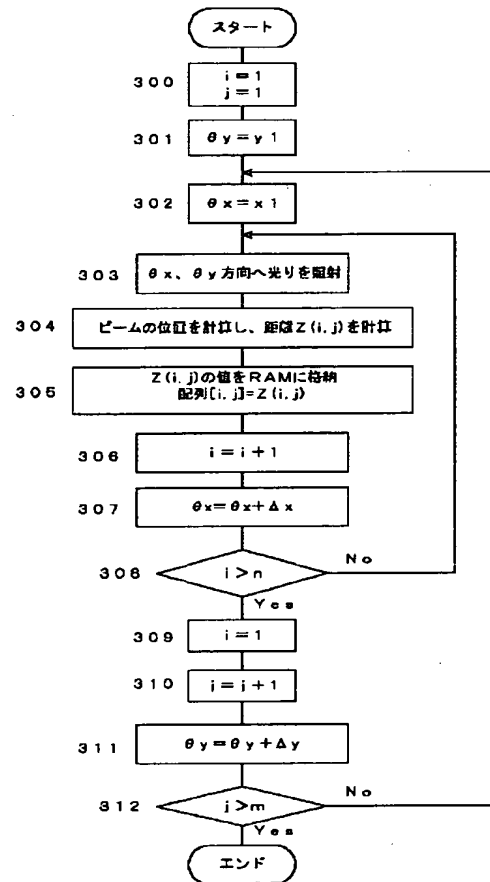 スタート
300
i=1
j=1
301
θy=y1
302
θx=x1
303
θx、θy方向へ光りを照射
304
ビームの位置を計算し、距離Z(i,j)を計算
305
Z(i,j)の値をRAMに格納
配列[i,j]=Z(i,j)
306
i=i+1
307
θx=θx+Δx
308
i>n
No
Yes
309
i=1
310
j=j+1
311
θy=θy+Δy
312
j>m
No
Yes
エンド